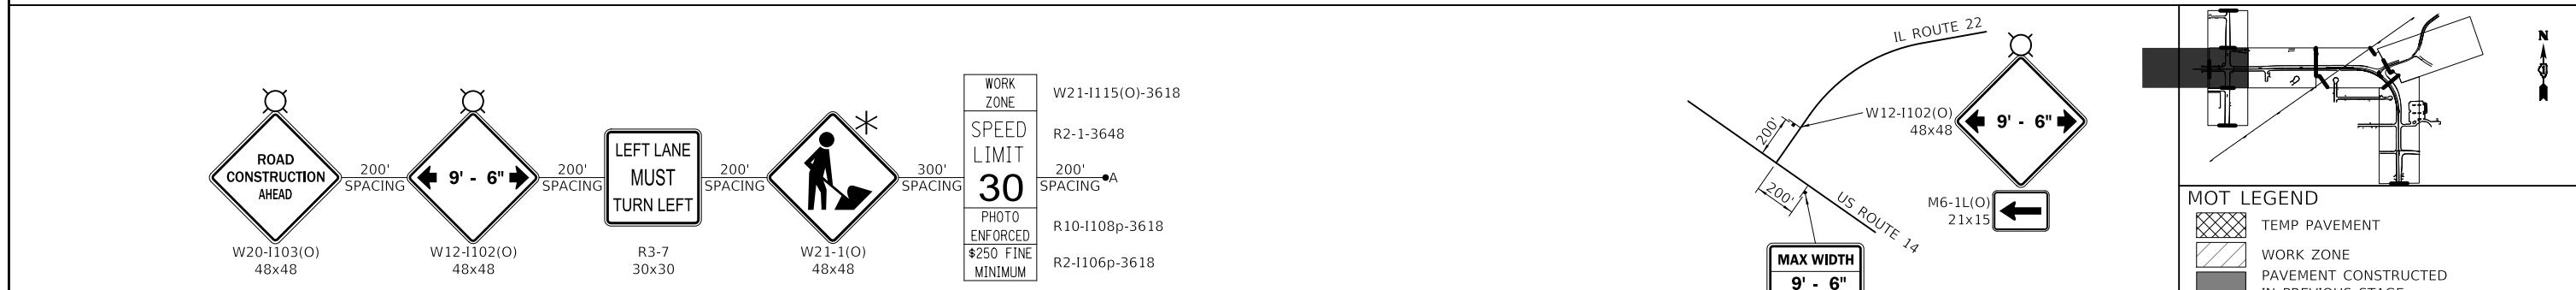 ROAD
CONSTRUCTION
AHEAD
W20-I103(O)
48x48
200'
SPACING
9' - 6"
W12-I102(O)
48x48
200'
SPACING
LEFT LANE
MUST
TURN LEFT
R3-7
30x30
200'
SPACING
W21-1(O)
48x48
300'
SPACING
WORK
ZONE
SPEED
LIMIT
30
PHOTO
ENFORCED
$250 FINE
MINIMUM
W21-I115(O)-3618
R2-1-3648
R10-I108p-3618
R2-I106p-3618
200'
SPACING
A
IL ROUTE 22
200'
200'
US ROUTE 14
W12-I102(O)
48x48
9' - 6"
M6-1L(O)
21x15
MAX WIDTH
9' - 6"
N
MOT LEGEND
TEMP PAVEMENT
WORK ZONE
PAVEMENT CONSTRUCTED
IN PREVIOUS STAGE